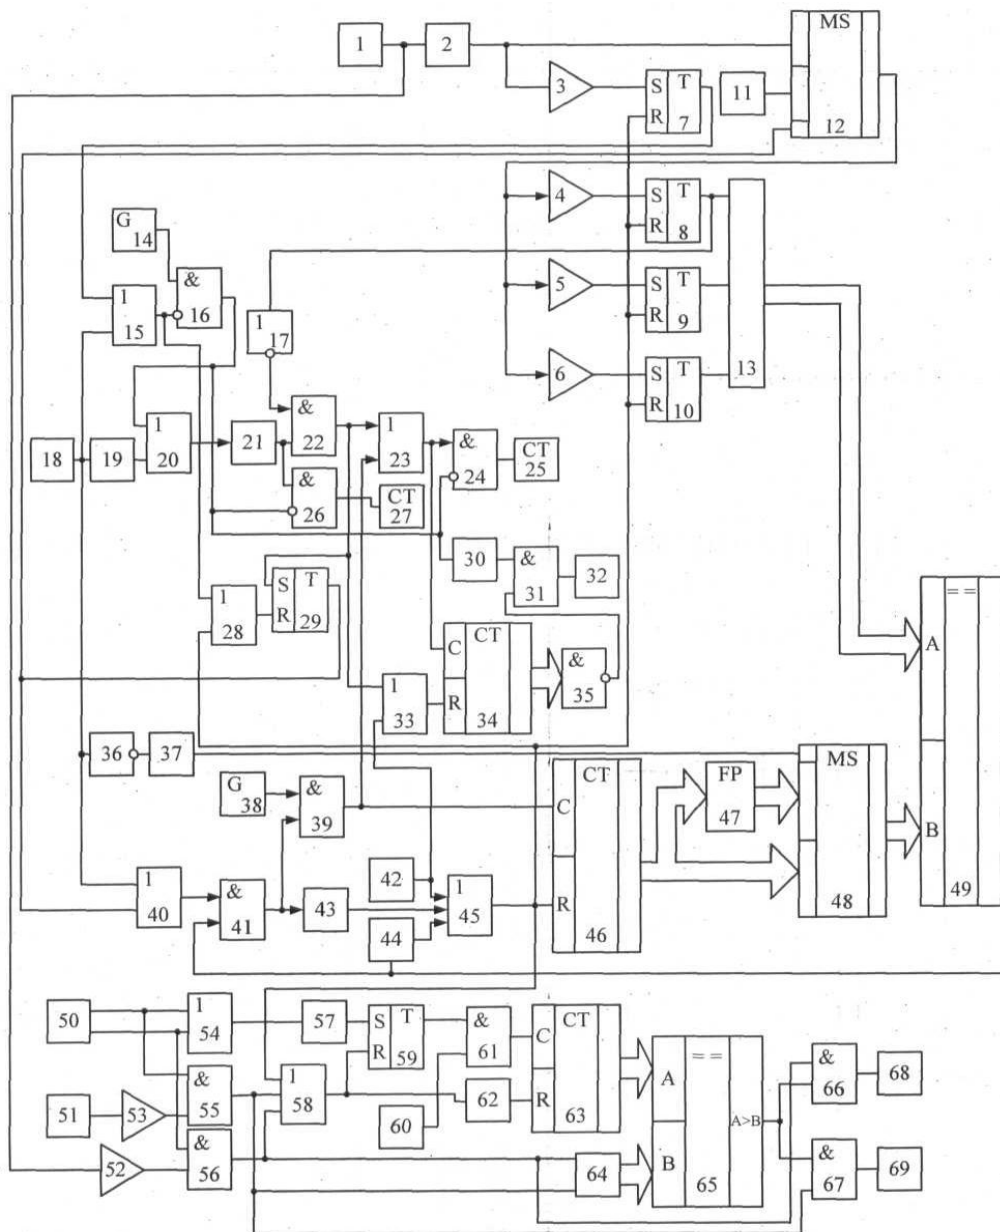 1
2
MS
12
3
S T
R 7
11
4
S T
R 8
G
14
&
16
1
15
5
S T
R 9
13
1
17
6
S T
R 10
18
19
1
20
21
&
22
1
23
&
24
CT
25
&
26
CT
27
30
&
31
32
== 
A
B
49
1
28
S T
R 29
C CT
R 34
&
35
1
33
36
37
G
38
&
39
CT
C
R
46
FP
47
MS
48
1
40
&
41
42
43
44
1
45
50
1
54
57
S T
R 59
&
61
C CT
R 63
==
A
B
A>B
65
&
66
68
51
53
&
55
1
58
60
62
52
&
56
64
&
67
69